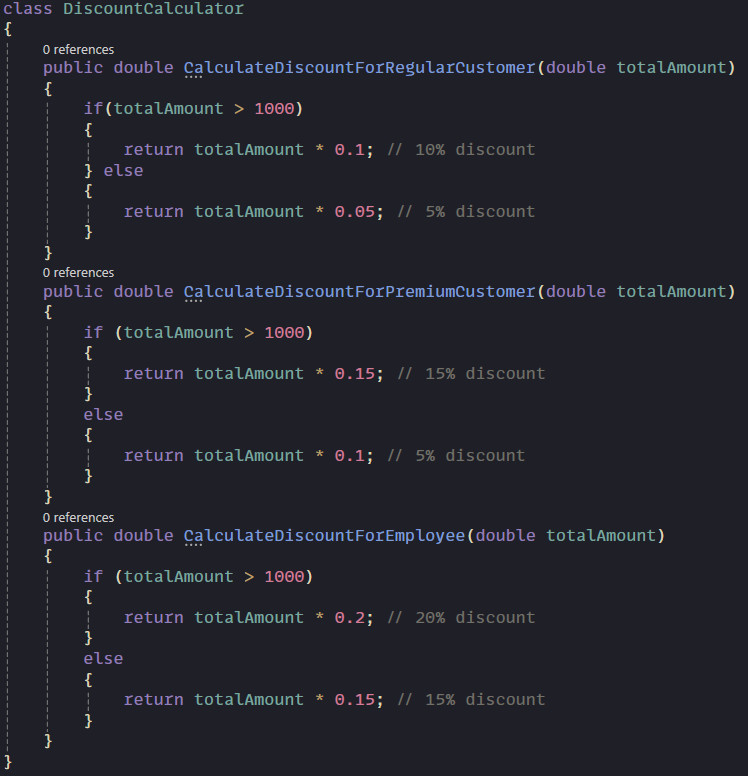 class DiscountCalculator
{
0 references
public double CalculateDiscountForRegularCustomer(double totalAmount)
{
if(totalAmount > 1000)
{
return totalAmount * 0.1; // 10% discount
} else
{
return totalAmount * 0.05; // 5% discount
}
}
0 references
public double CalculateDiscountForPremiumCustomer(double totalAmount)
{
if (totalAmount > 1000)
{
return totalAmount * 0.15; // 15% discount
}
else
{
return totalAmount * 0.1; // 5% discount
}
}
0 references
public double CalculateDiscountForEmployee(double totalAmount)
{
if (totalAmount > 1000)
{
return totalAmount * 0.2; // 20% discount
}
else
{
return totalAmount * 0.15; // 15% discount
}
}
}